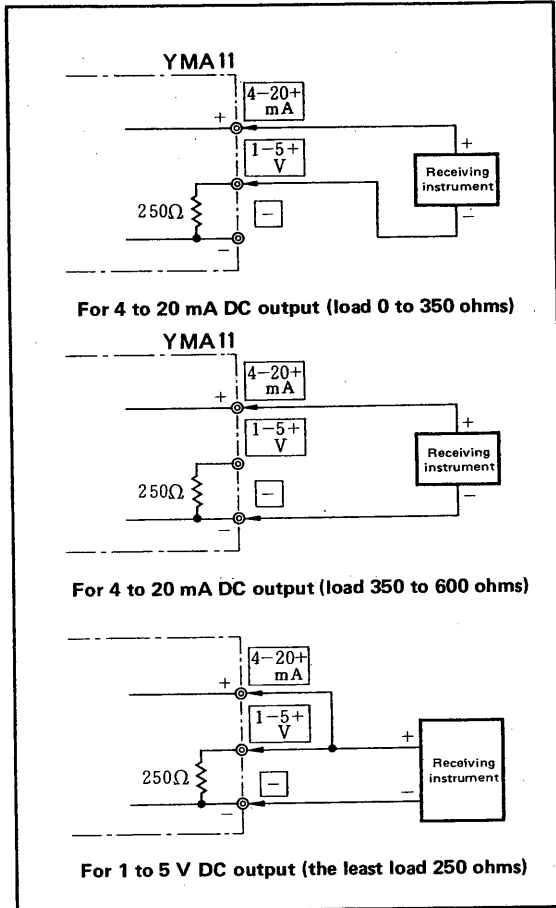 YMA11
4-20+
mA
+
1-5+
V
+
Receiving
instrument
−
250Ω
−
−
For 4 to 20 mA DC output (load 0 to 350 ohms)
YMA11
4-20+
mA
+
1-5+
V
+
Receiving
instrument
−
250Ω
−
−
For 4 to 20 mA DC output (load 350 to 600 ohms)
4-20+
mA
+
1-5+
V
+
Receiving
instrument
−
250Ω
−
−
For 1 to 5 V DC output (the least load 250 ohms)